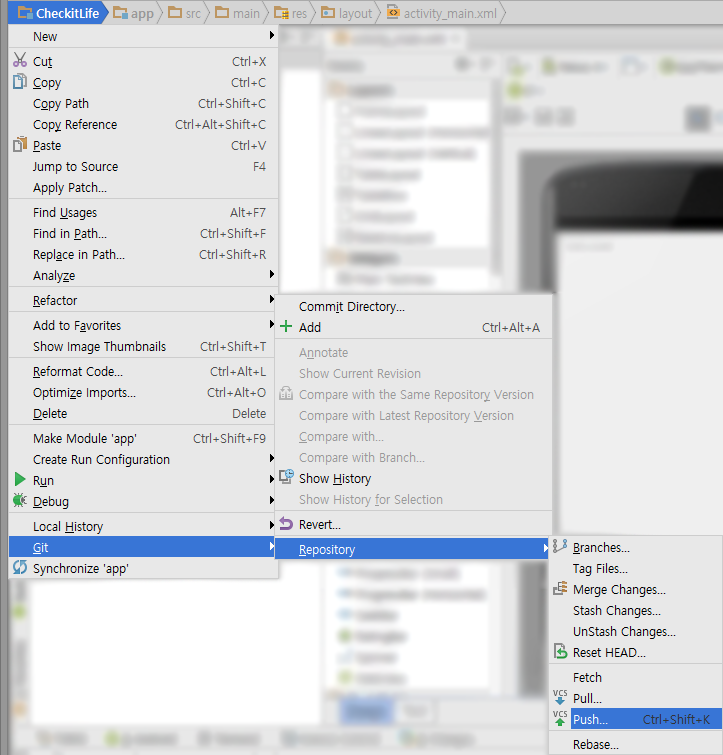 CheckitLife app src main res layout activity_main.xml
New
Cut Ctrl+X
Copy Ctrl+C
Copy Path Ctrl+Shift+C
Copy Reference Ctrl+Alt+Shift+C
Paste Ctrl+V
Jump to Source F4
Apply Patch...
Find Usages Alt+F7
Find in Path... Ctrl+Shift+F
Replace in Path... Ctrl+Shift+R
Analyze
Refactor
Add to Favorites
Show Image Thumbnails Ctrl+Shift+T
Reformat Code... Ctrl+Alt+L
Optimize Imports... Ctrl+Alt+O
Delete Delete
Make Module 'app' Ctrl+Shift+F9
Create Run Configuration
Run
Debug
Local History
Git
Synchronize 'app'
Commit Directory...
Add Ctrl+Alt+A
Annotate
Show Current Revision
Compare with the Same Repository Version
Compare with Latest Repository Version
Compare with...
Compare with Branch...
Show History
Show History for Selection
Revert...
Repository
Branches...
Tag Files...
Merge Changes...
Stash Changes...
UnStash Changes...
Reset HEAD...
Fetch
VCS Pull...
VCS Push... Ctrl+Shift+K
Rebase...